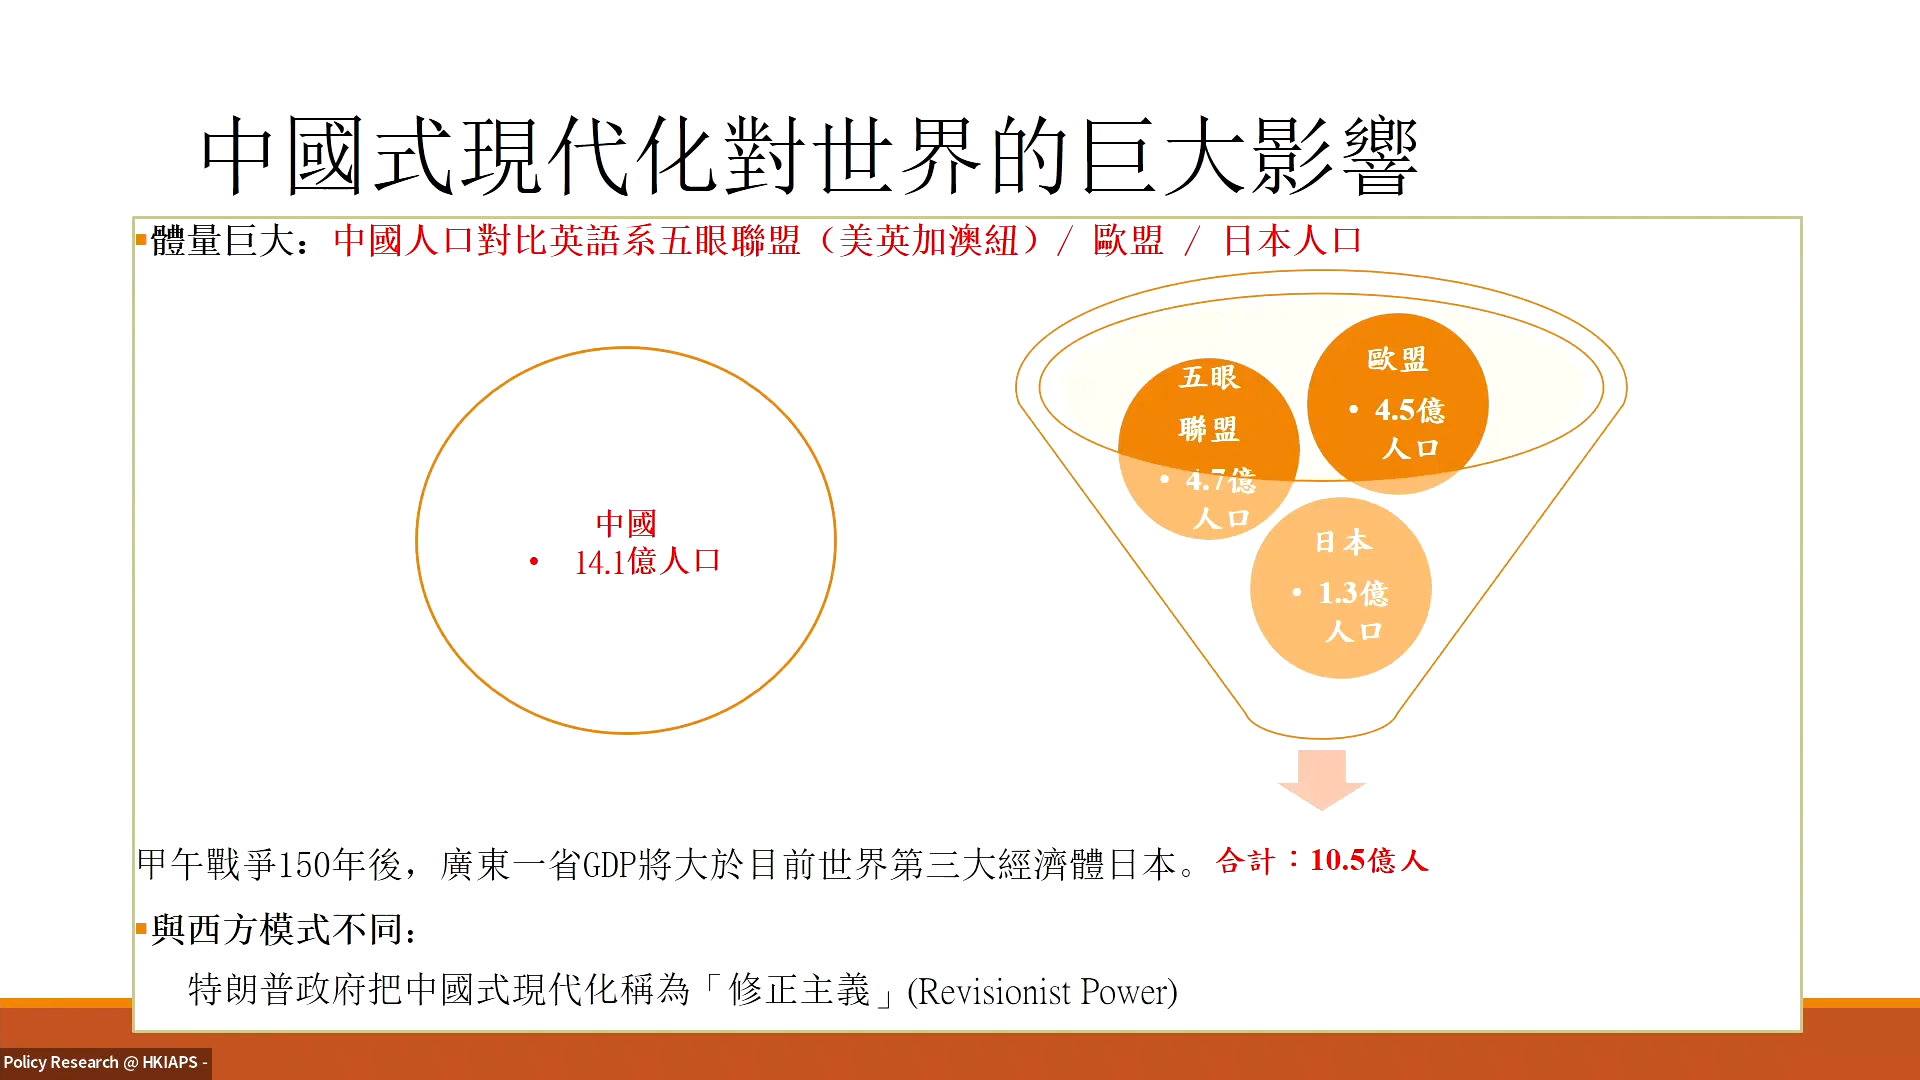 中國式現代化對世界的巨大影響
體量巨大：中國人口對比英語系五眼聯盟（美英加澳紐）/ 歐盟 / 日本人口
中國
• 14.1億人口
五眼
聯盟
• 4.7億
人口
歐盟
• 4.5億
人口
日本
• 1.3億
人口
甲午戰爭150年後，廣東一省GDP將大於目前世界第三大經濟體日本。
合計：10.5億人
與西方模式不同：
特朗普政府把中國式現代化稱為「修正主義」(Revisionist Power)
Policy Research @ HKIAPS -